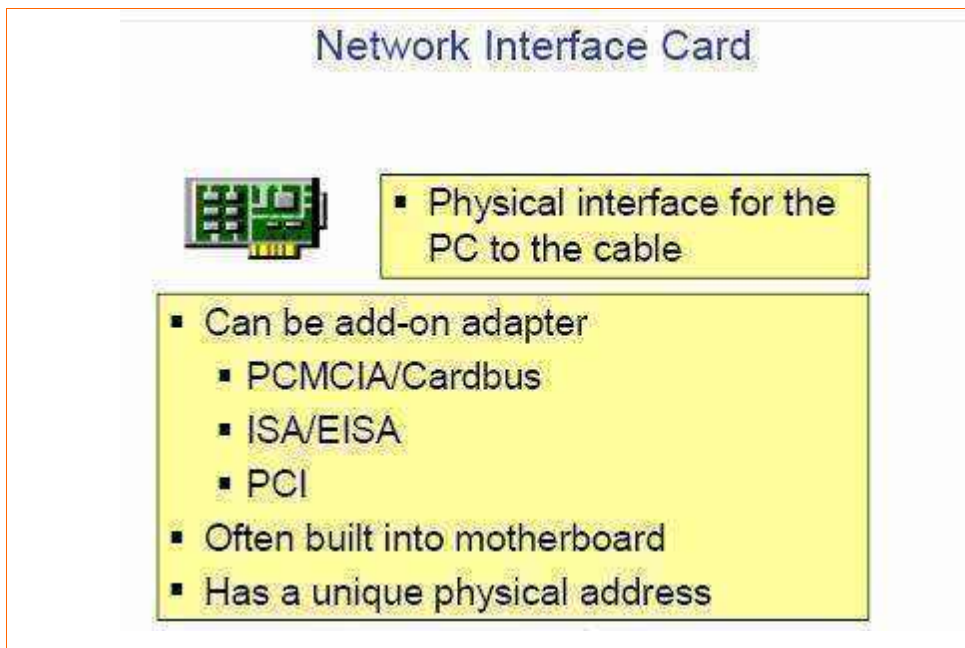 Network Interface Card
▪ Physical interface for the
PC to the cable
▪ Can be add-on adapter
▪ PCMCIA/Cardbus
▪ ISA/EISA
▪ PCI
▪ Often built into motherboard
▪ Has a unique physical address